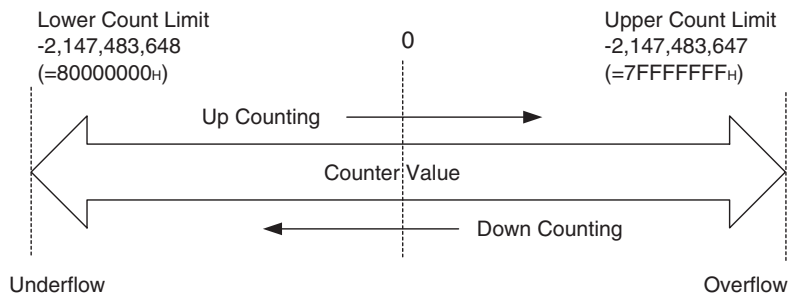 Lower Count Limit
-2,147,483,648
(=80000000H)
0
Upper Count Limit
-2,147,483,647
(=7FFFFFFFH)
Up Counting
Counter Value
Down Counting
Underflow
Overflow